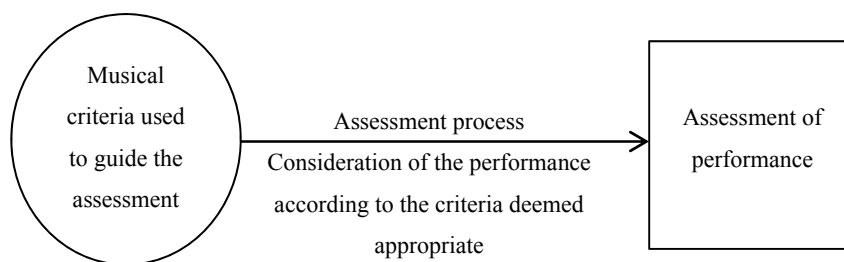 Musical
criteria used
to guide the
assessment
Assessment process
Consideration of the performance
according to the criteria deemed
appropriate
Assessment of
performance